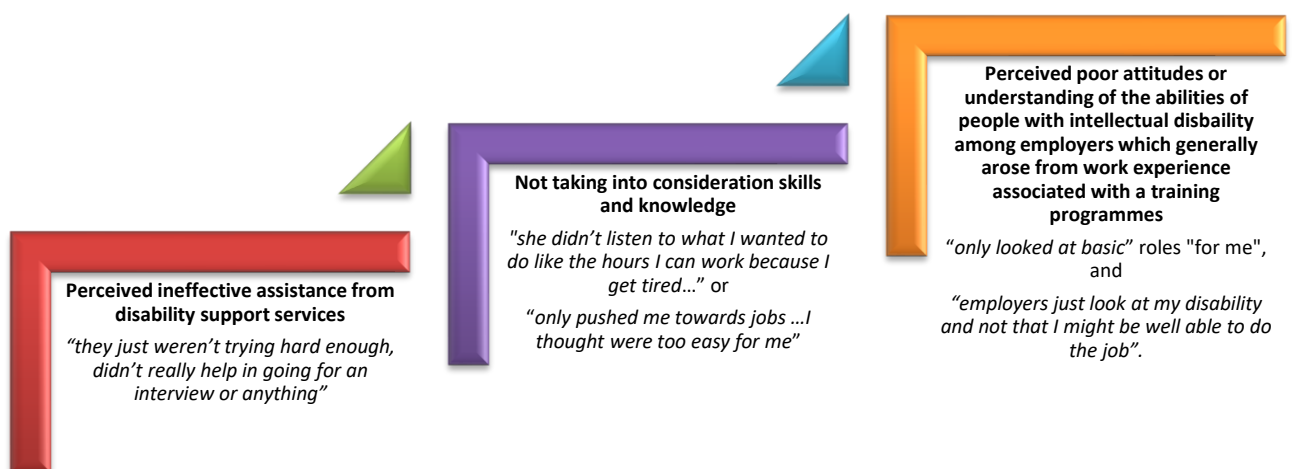 Perceived ineffective assistance from
disability support services
“they just weren’t trying hard enough,
didn’t really help in going for an
interview or anything”
Not taking into consideration skills
and knowledge
"she didn’t listen to what I wanted to
do like the hours I can work because I
get tired…” or
“only pushed me towards jobs …I
thought were too easy for me”
Perceived poor attitudes or
understanding of the abilities of
people with intellectual disbaility
among employers which generally
arose from work experience
associated with a training
programmes
“only looked at basic” roles "for me",
and
“employers just look at my disability
and not that I might be well able to do
the job”.